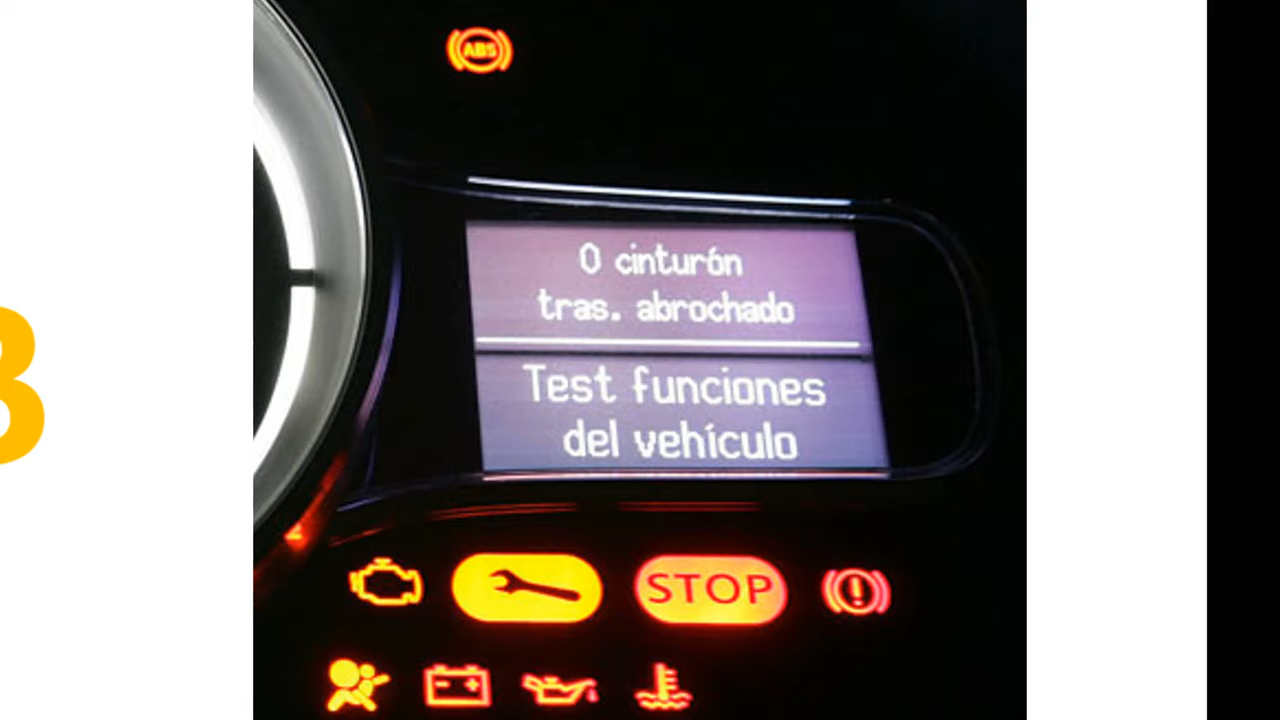 ABS
0 cinturón
tras. abrochado
Test funciones
del vehículo
STOP